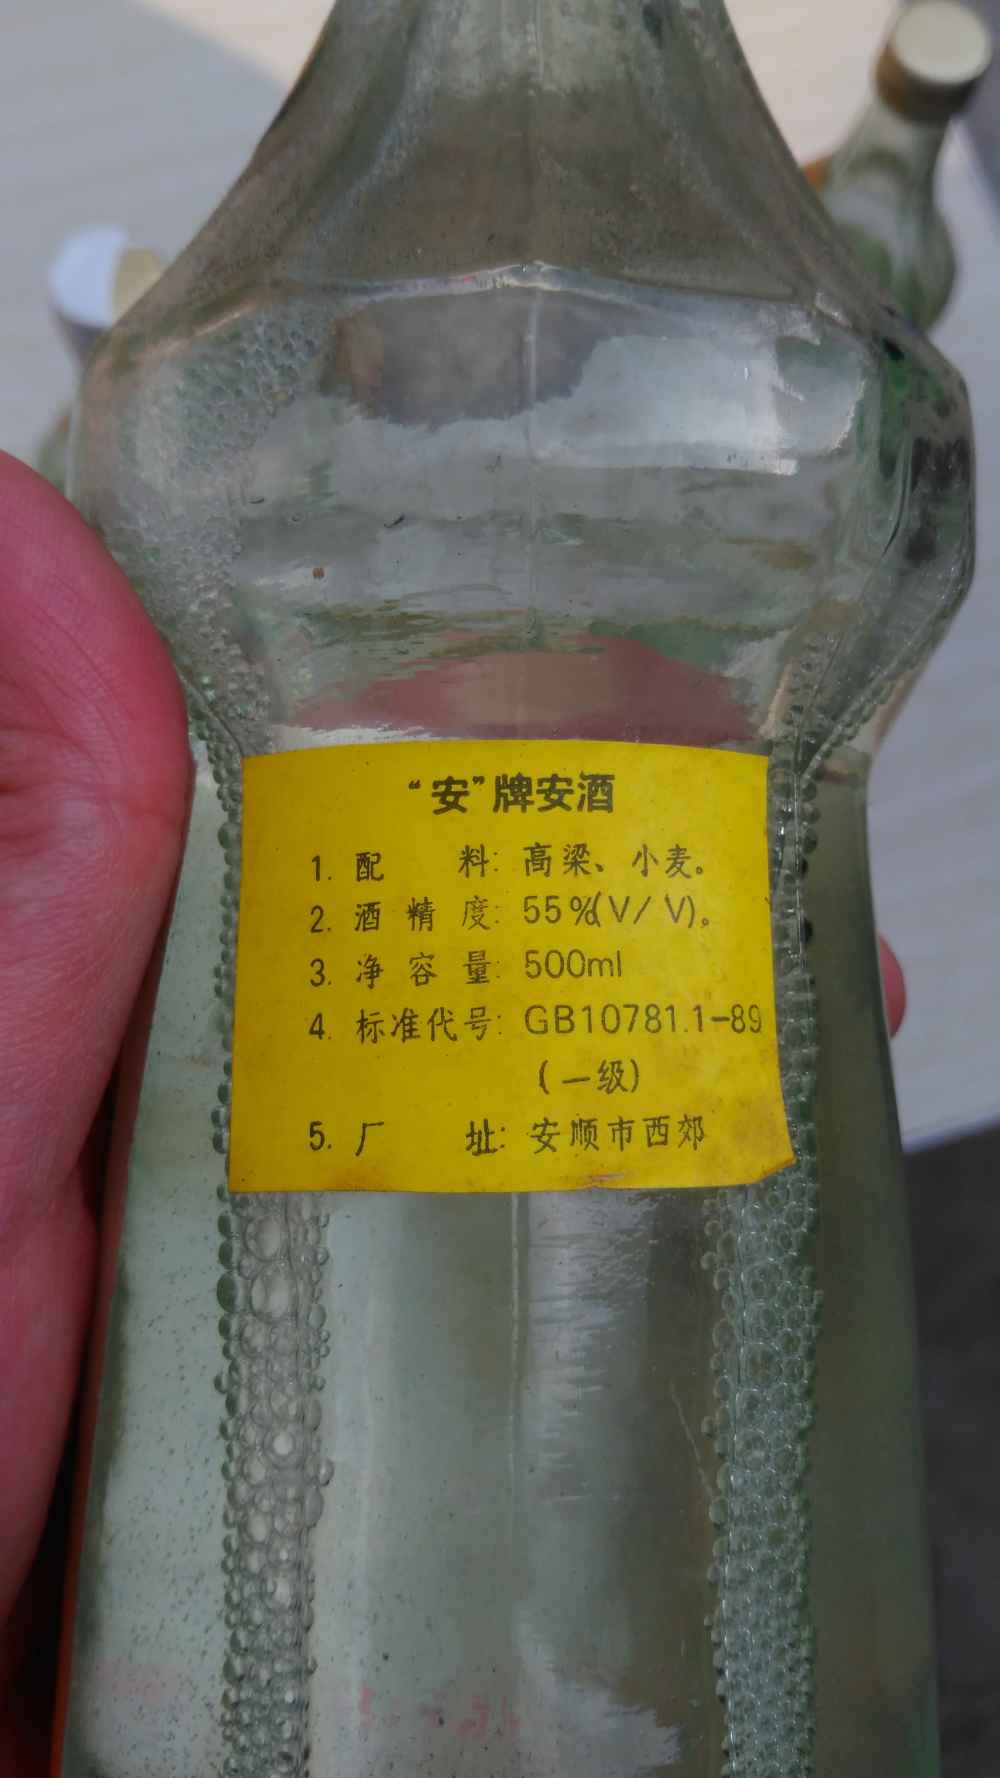 “安”牌安酒
1. 配 料: 高梁、小麦。
2. 酒精度: 55%(V/V)。
3. 净容量: 500ml
4. 标准代号: GB10781.1-89
(一级)
5. 厂 址: 安顺市西郊